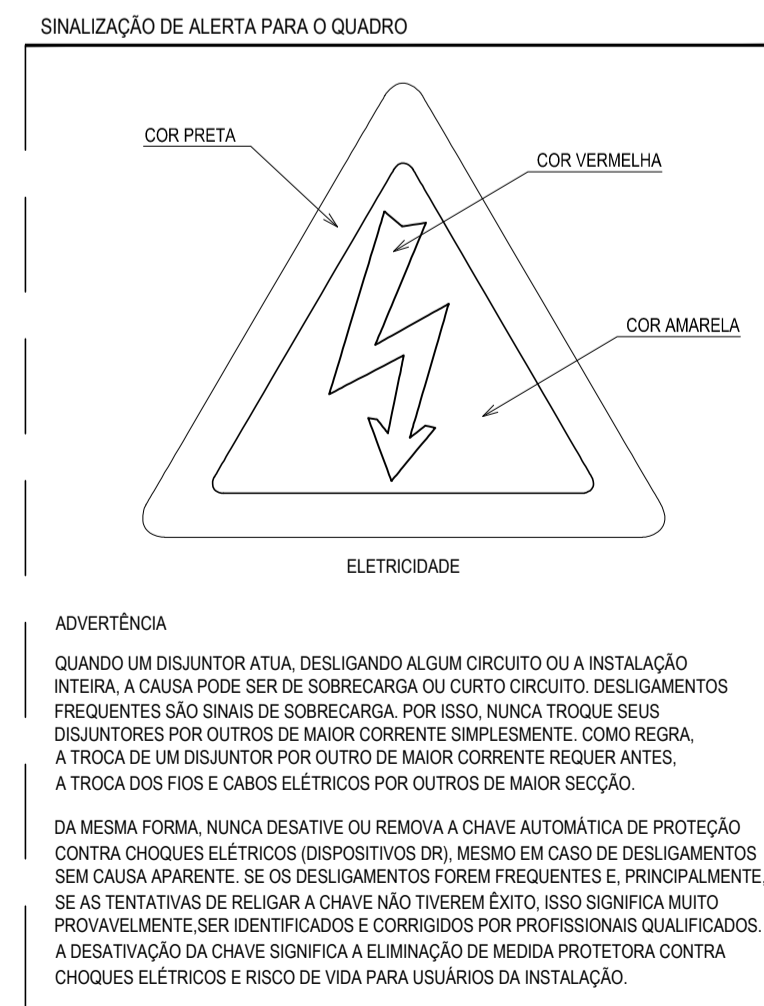 SINALIZAÇÃO DE ALERTA PARA O QUADRO
COR PRETA
COR VERMELHA
COR AMARELA
ELETRICIDADE
ADVERTÊNCIA
QUANDO UM DISJUNTOR ATUA, DESLIGANDO ALGUM CIRCUITO OU A INSTALAÇÃO
INTEIRA, A CAUSA PODE SER DE SOBRECARGA OU CURTO CIRCUITO. DESLIGAMENTOS
FREQUENTES SÃO SINAIS DE SOBRECARGA. POR ISSO, NUNCA TROQUE SEUS
DISJUNTORES POR OUTROS DE MAIOR CORRENTE SIMPLESMENTE. COMO REGRA,
A TROCA DE UM DISJUNTOR POR OUTRO DE MAIOR CORRENTE REQUER ANTES,
A TROCA DOS FIOS E CABOS ELÉTRICOS POR OUTROS DE MAIOR SECÇÃO.
DA MESMA FORMA, NUNCA DESATIVE OU REMOVA A CHAVE AUTOMÁTICA DE PROTEÇÃO
CONTRA CHOQUES ELÉTRICOS (DISPOSITIVOS DR), MESMO EM CASO DE DESLIGAMENTOS
SEM CAUSA APARENTE. SE OS DESLIGAMENTOS FOREM FREQUENTES E, PRINCIPALMENTE,
SE AS TENTATIVAS DE RELIGAR A CHAVE NÃO TIVEREM ÊXITO, ISSO SIGNIFICA MUITO
PROVAVELMENTE,SER IDENTIFICADOS E CORRIGIDOS POR PROFISSIONAIS QUALIFICADOS.
A DESATIVAÇÃO DA CHAVE SIGNIFICA A ELIMINAÇÃO DE MEDIDA PROTETORA CONTRA
CHOQUES ELÉTRICOS E RISCO DE VIDA PARA USUÁRIOS DA INSTALAÇÃO.